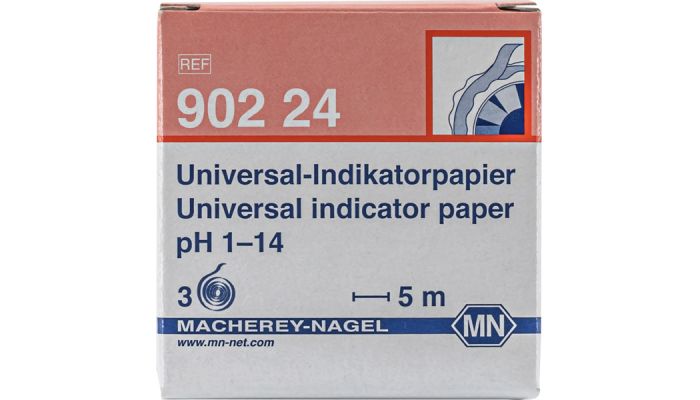 REF
902 24
Universal-Indikatorpapier
Universal indicator paper
pH 1–14
3 5 m
MACHEREY-NAGEL MN
www.mn-net.com